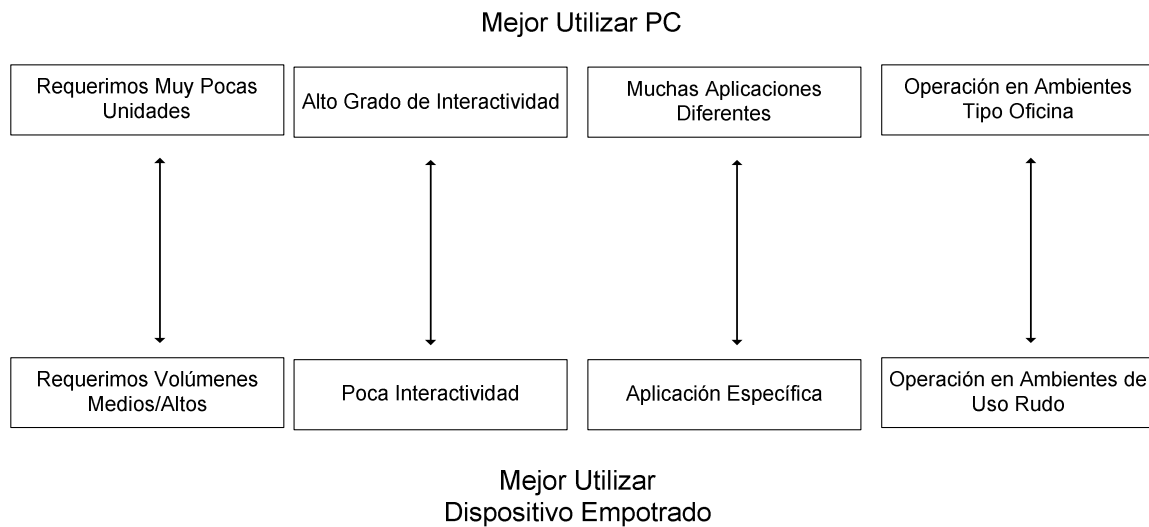 Mejor Utilizar PC
Requerimos Muy Pocas
Unidades
Alto Grado de Interactividad
Muchas Aplicaciones
Diferentes
Operación en Ambientes
Tipo Oficina
Requerimos Volúmenes
Medios/Altos
Poca Interactividad
Aplicación Específica
Operación en Ambientes de
Uso Rudo
Mejor Utilizar
Dispositivo Empotrado